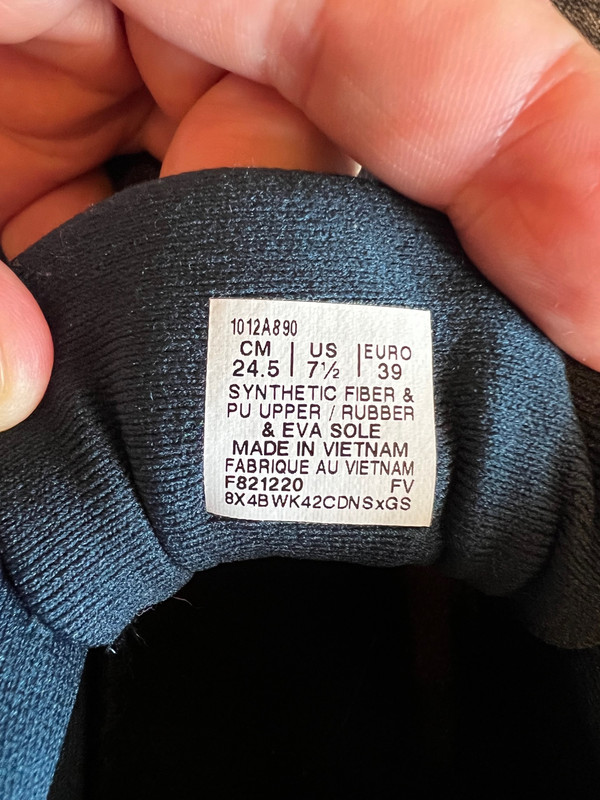 1012A890
CM | US | EURO
24.5 | 7½ | 39
SYNTHETIC FIBER &
PU UPPER / RUBBER
& EVA SOLE
MADE IN VIETNAM
FABRIQUE AU VIETNAM
F821220 FV
8X4BWK42CDNSxGS